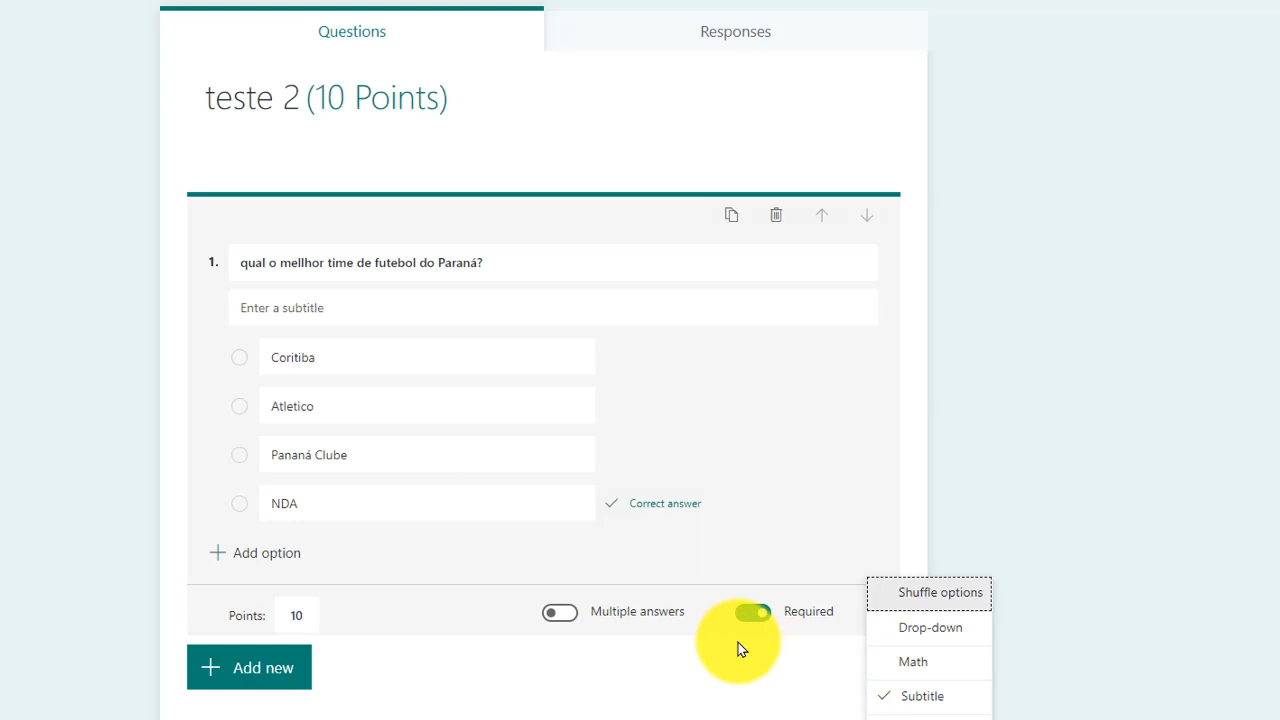 Questions
Responses
teste 2 (10 Points)
1. qual o mellhor time de futebol do Paraná?
Enter a subtitle
Coritiba
Atletico
Pananá Clube
NDA
Correct answer
Add option
Points: 10
Multiple answers
Required
Shuffle options
Drop-down
Math
Subtitle
Add new